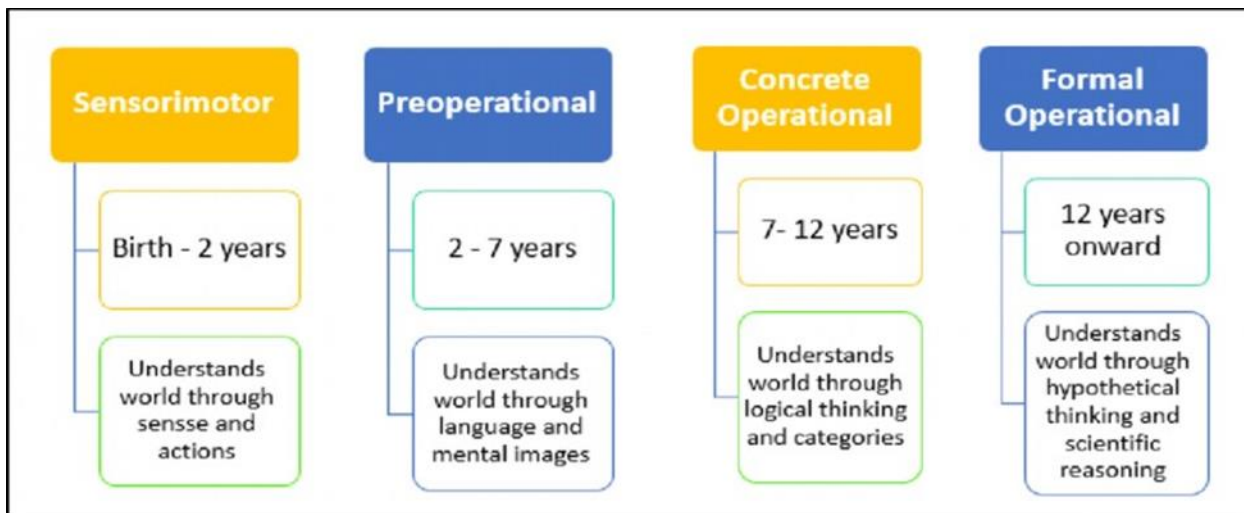 Sensorimotor
Birth - 2 years
Understands
world through
sensse and
actions
Preoperational
2 - 7 years
Understands
world through
language and
mental images
Concrete
Operational
7- 12 years
Understands
world through
logical thinking
and categories
Formal
Operational
12 years
onward
Understands
world through
hypothetical
thinking and
scientific
reasoning